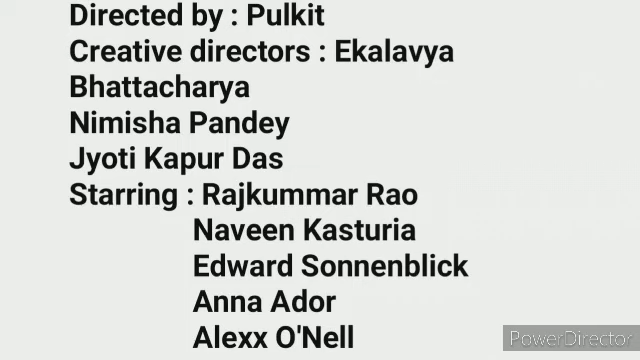 Directed by : Pulkit
Creative directors : Ekalavya
Bhattacharya
Nimisha Pandey
Jyoti Kapur Das
Starring : Rajkummar Rao
Naveen Kasturia
Edward Sonnenblick
Anna Ador
Alexx O'Nell
PowerDirector